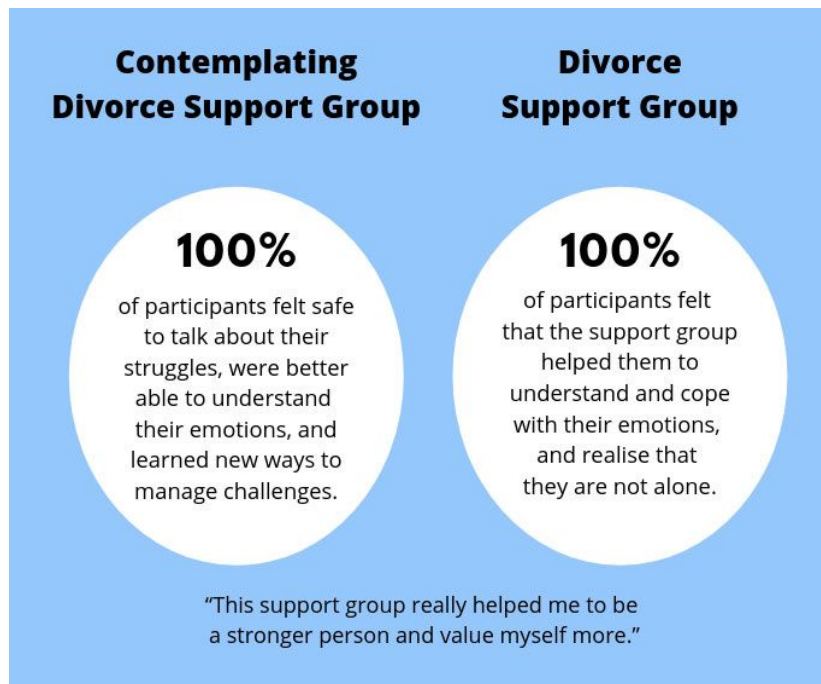 Contemplating
Divorce Support Group
100%
of participants felt safe
to talk about their
struggles, were better
able to understand
their emotions, and
learned new ways to
manage challenges.
Divorce
Support Group
100%
of participants felt
that the support group
helped them to
understand and cope
with their emotions,
and realise that
they are not alone.
“This support group really helped me to be
a stronger person and value myself more.”